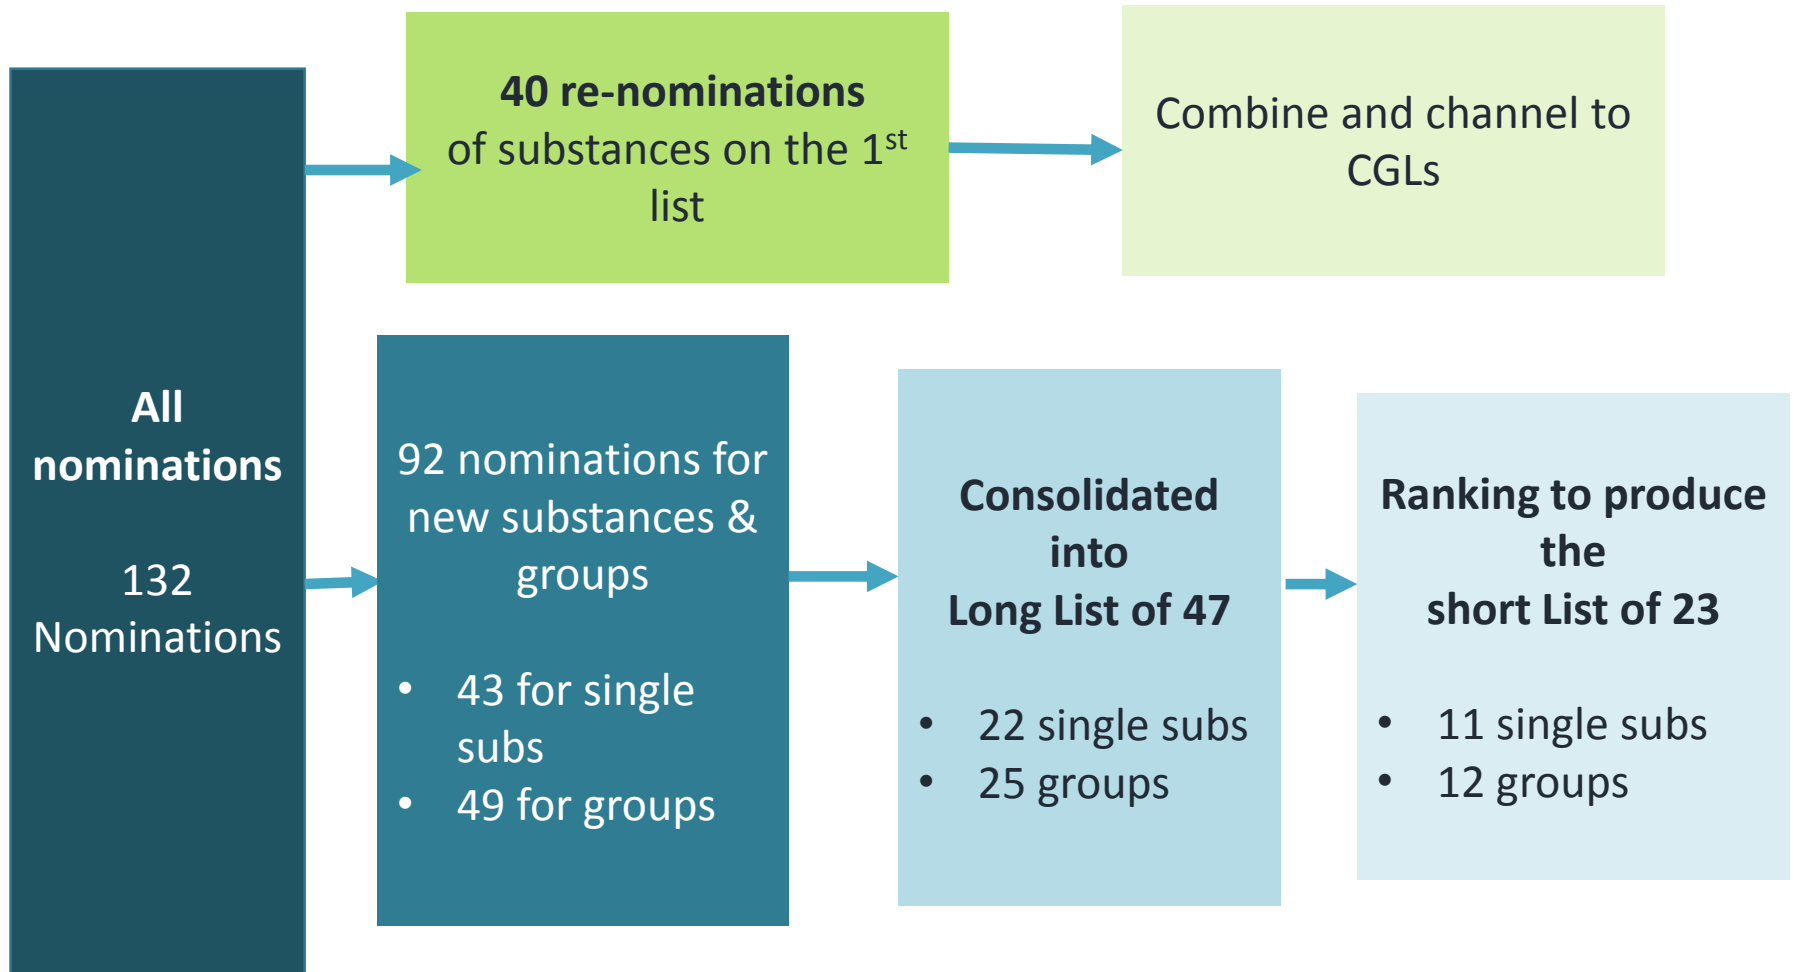 All
nominations
132
Nominations
40 re-nominations
of substances on the 1st
list
Combine and channel to
CGLs
92 nominations for
new substances &
groups
• 43 for single
subs
• 49 for groups
Consolidated
into
Long List of 47
• 22 single subs
• 25 groups
Ranking to produce
the
short List of 23
• 11 single subs
• 12 groups